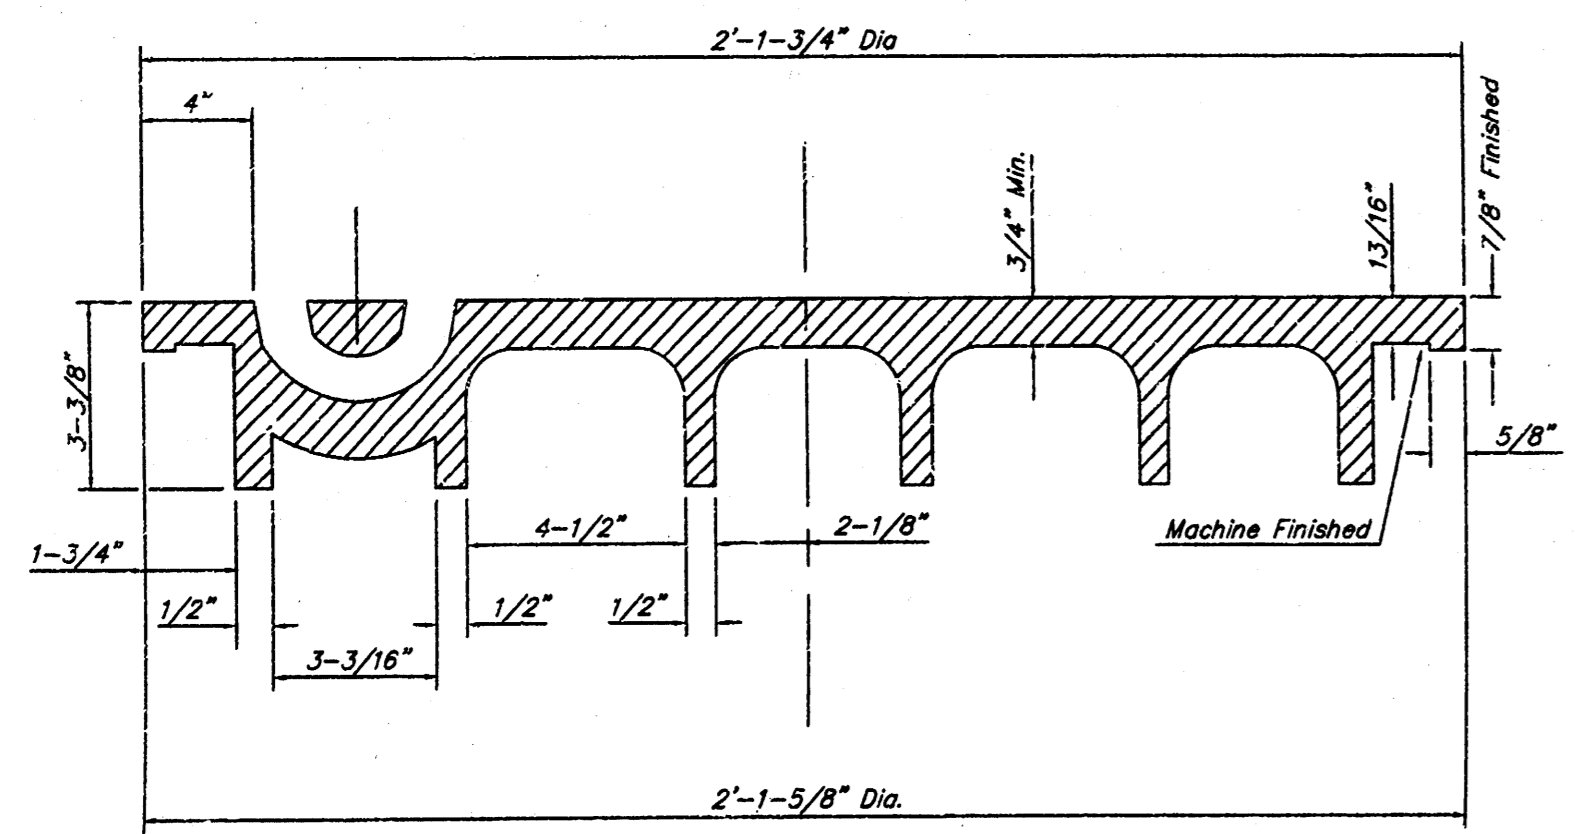 2'-1-3/4" Dia
4"
3/4" Min.
13/16"
7/8" Finished
3-3/8"
5/8"
4-1/2"
2-1/8"
Machine Finished
1-3/4"
1/2"
1/2"
1/2"
3-3/16"
2'-1-5/8" Dia.